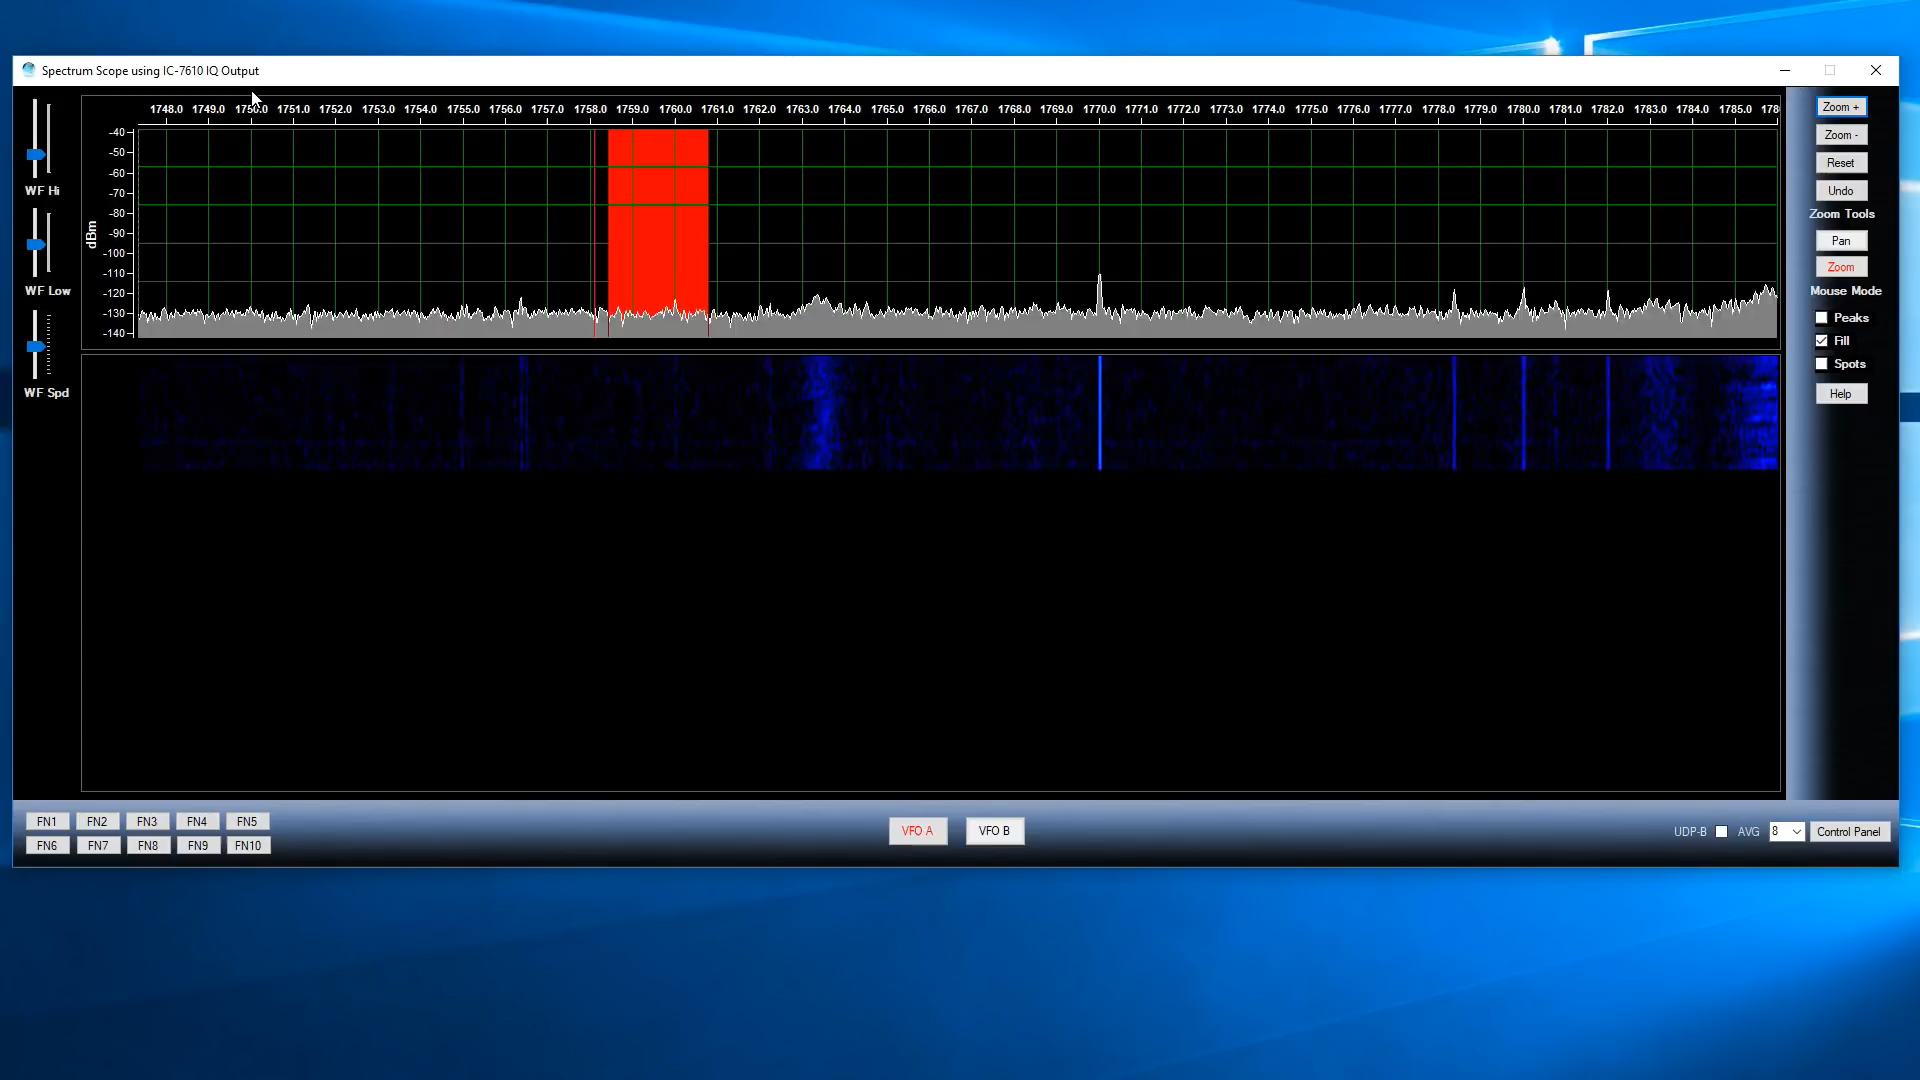 Spectrum Scope using IC-7610 IQ Output
1748.0 1749.0 1750.0 1751.0 1752.0 1753.0 1754.0 1755.0 1756.0 1757.0 1758.0 1759.0 1760.0 1761.0 1762.0 1763.0 1764.0 1765.0 1766.0 1767.0 1768.0 1769.0 1770.0 1771.0 1772.0 1773.0 1774.0 1775.0 1776.0 1777.0 1778.0 1779.0 1780.0 1781.0 1782.0 1783.0 1784.0 1785.0 178
-40
-50
-60
-70
-80
-90
-100
-110
-120
-130
-140
dBm
WF Hi
WF Low
WF Spd
Zoom +
Zoom -
Reset
Undo
Zoom Tools
Pan
Zoom
Mouse Mode
Peaks
Fill
Spots
Help
FN1 FN2 FN3 FN4 FN5
FN6 FN7 FN8 FN9 FN10
VFO A VFO B
UDP-B AVG 8 Control Panel